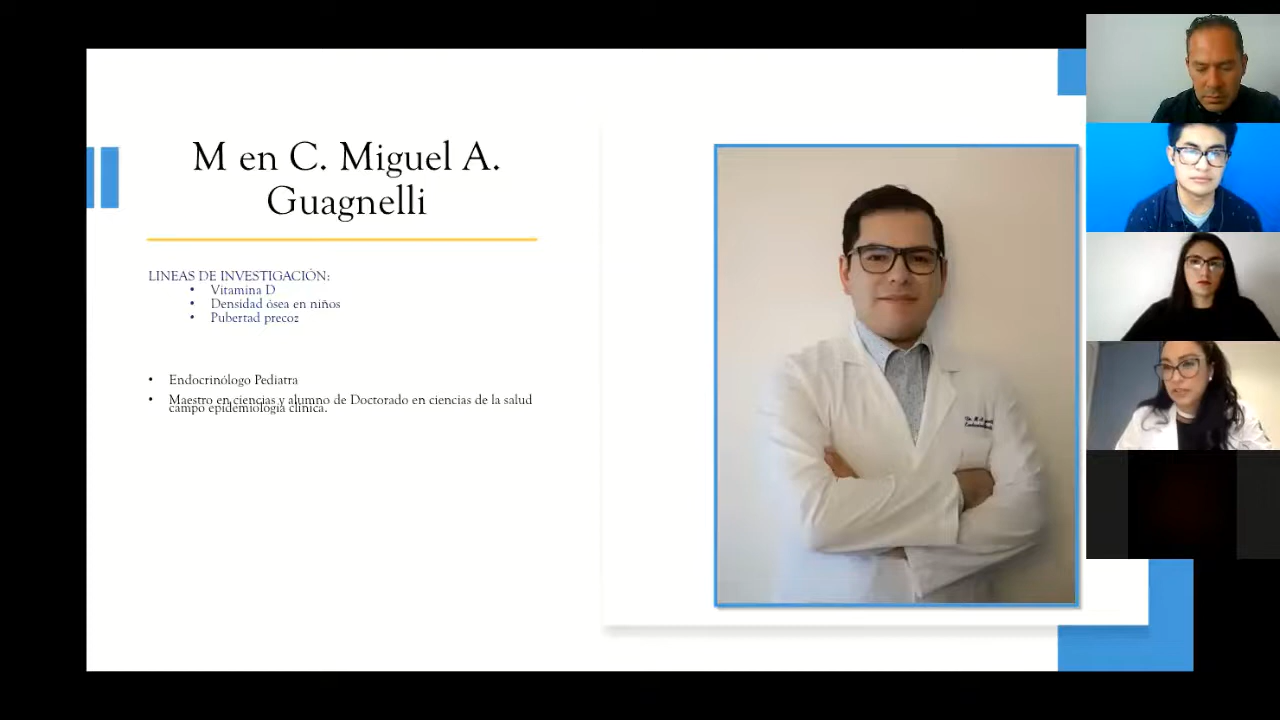 M en C. Miguel A.
Guagnelli
LINEAS DE INVESTIGACIÓN:
• Vitamina D
• Densidad ósea en niños
• Pubertad precoz
• Endocrinólogo Pediatra
• Maestro en ciencias y alumno de Doctorado en ciencias de la salud
campo epidemiología clínica.